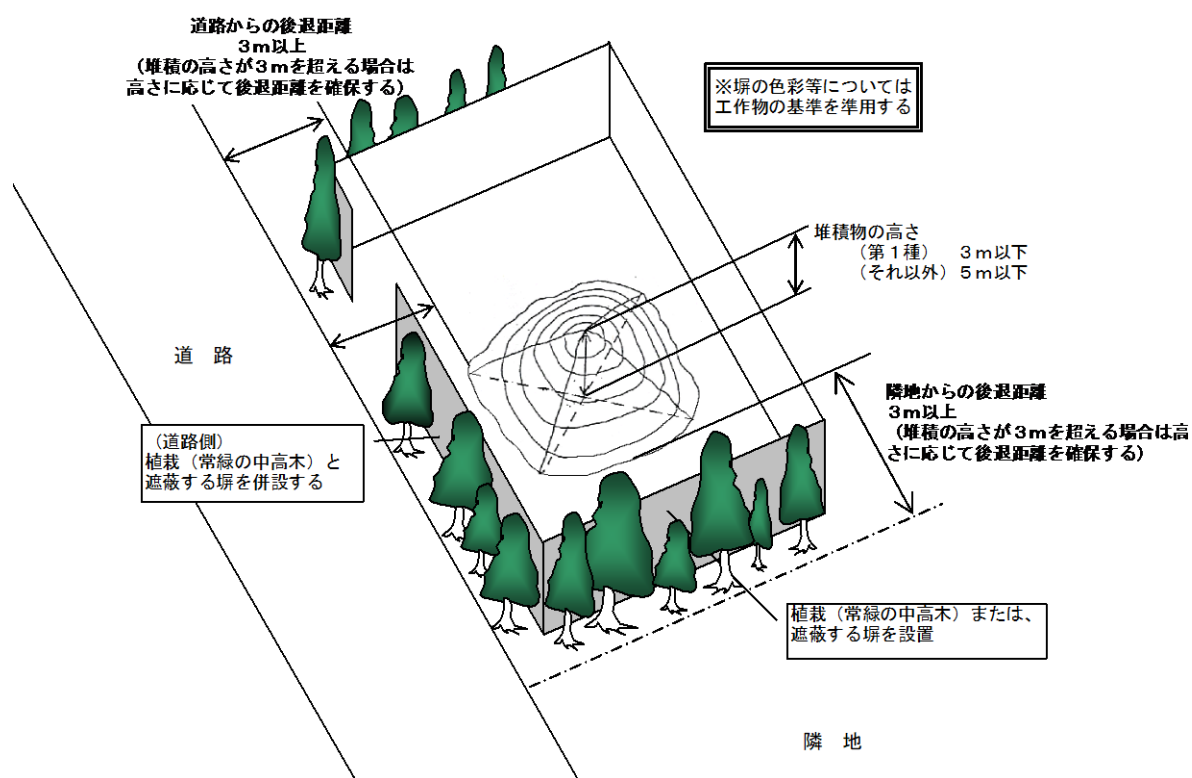 道路からの後退距離
3m以上
(堆積の高さが3mを超える場合は
高さに応じて後退距離を確保する)
※塀の色彩等については
工作物の基準を準用する
堆積物の高さ
(第1種) 3m以下
(それ以外) 5m以下
道 路
隣地からの後退距離
3m以上
(堆積の高さが3mを超える場合は高
さに応じて後退距離を確保する)
(道路側)
植栽(常緑の中高木)と
遮蔽する塀を併設する
植栽(常緑の中高木)または、
遮蔽する塀を設置
隣 地